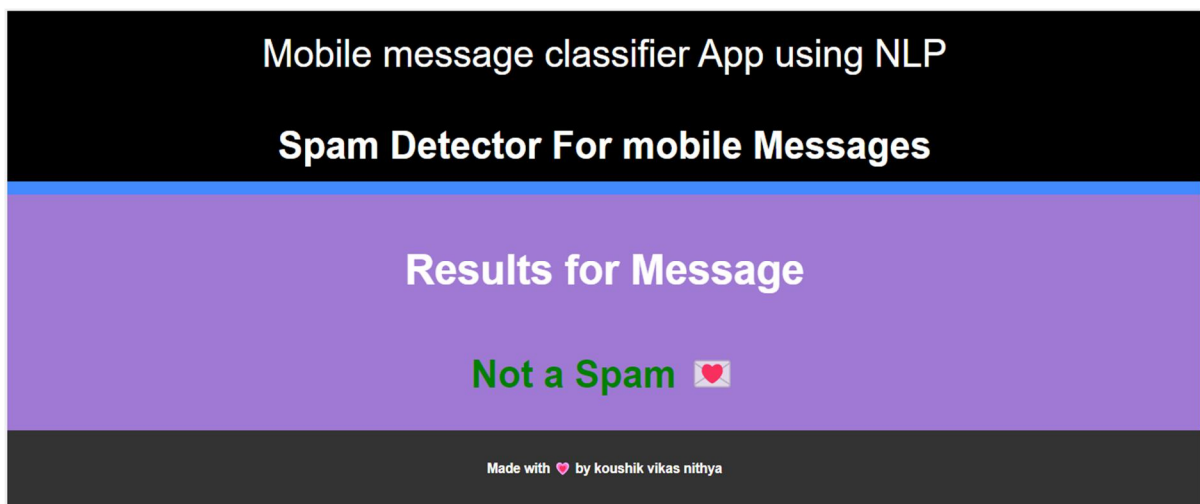 Mobile message classifier App using NLP
Spam Detector For mobile Messages
Results for Message
Not a Spam 💌
Made with 💗 by koushik vikas nithya